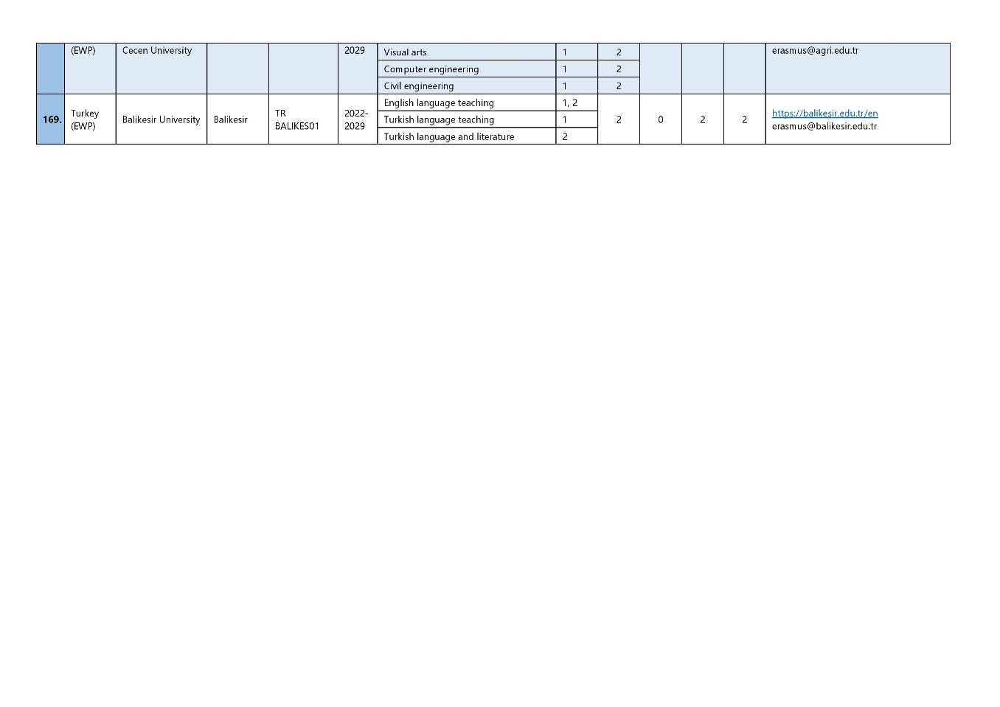 (EWP) Cecen University 2029 Visual arts 1 2 erasmus@agri.edu.tr
Computer engineering 1 2
Civil engineering 1 2
169. Turkey (EWP) Balikesir University Balikesir TR BALIKES01 2022-2029 English language teaching 1, 2 2 0 2 2 https://balikesir.edu.tr/en erasmus@balikesir.edu.tr
Turkish language teaching 1
Turkish language and literature 2